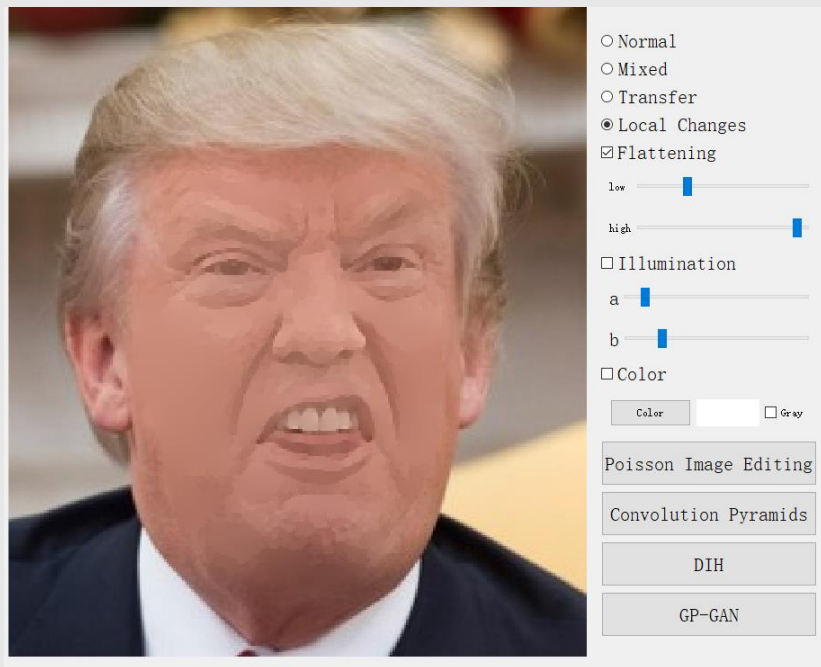 Normal
Mixed
Transfer
Local Changes
Flattening
low
high
Illumination
a
b
Color
Color
Gray
Poisson Image Editing
Convolution Pyramids
DIH
GP-GAN